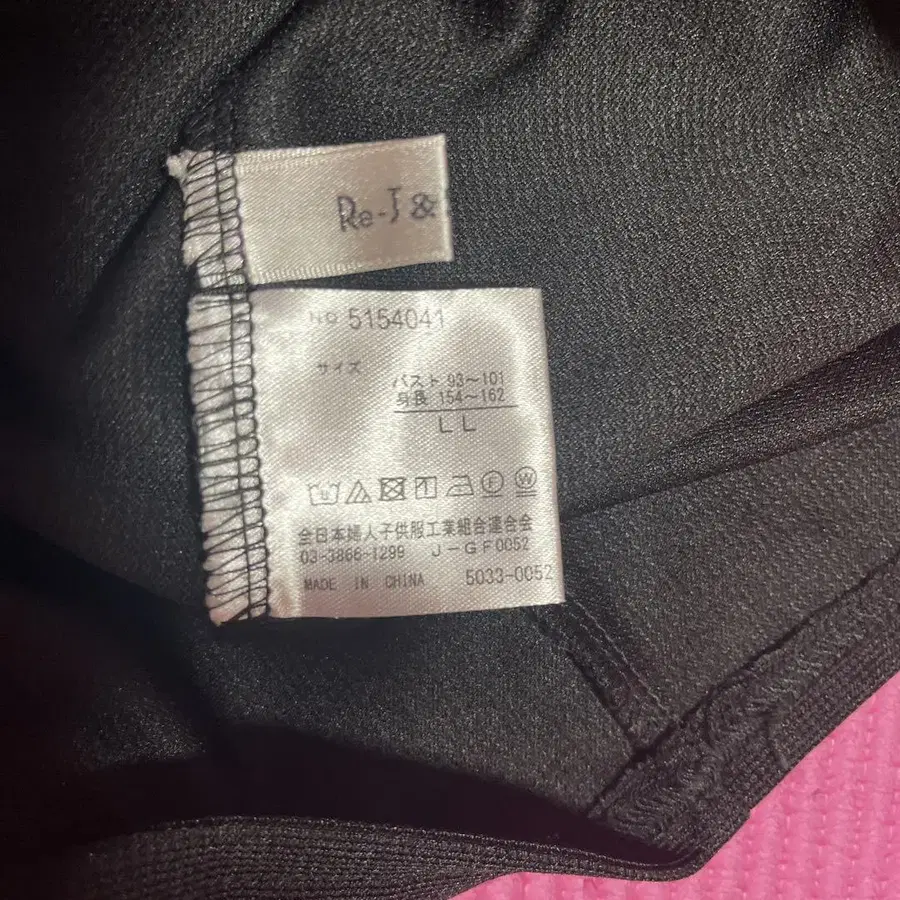 Re-J &
NO 5154041
サイズ
バスト 93~101
身長 154~162
LL
全日本婦人子供服工業組合連合会
03-3866-1299 J-GF0052
MADE IN CHINA 5033-0052